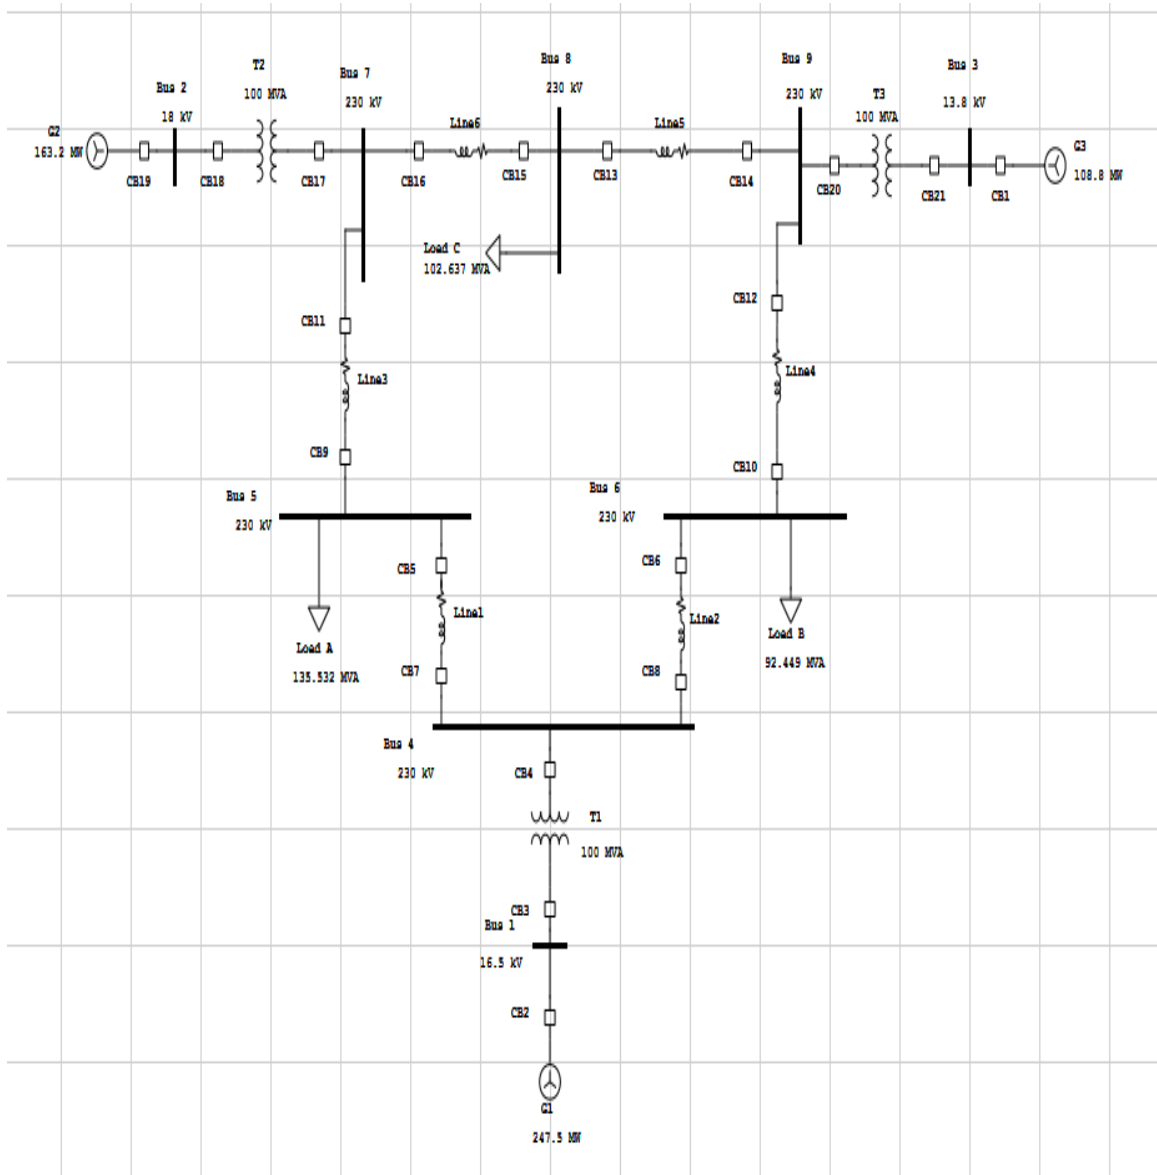 Bus 8
230 kV
Bus 9
230 kV
T2
100 MVA
Bus 7
230 kV
Bus 3
13.8 kV
Bus 2
18 kV
T3
100 MVA
G2
163.2 MW
Line6
Line5
G3
108.8 MW
CB19
CB18
CB17
CB16
CB15
CB13
CB14
CB20
CB21
CB1
Load C
102.637 MVA
CB11
CB12
Line3
Line4
CB9
CB10
Bus 5
230 kV
Bus 6
230 kV
CB5
CB6
Line1
Line2
Load A
135.532 MVA
Load B
92.449 MVA
CB7
CB8
Bus 4
230 kV
CB4
T1
100 MVA
CB3
Bus 1
16.5 kV
CB2
G1
247.5 MW